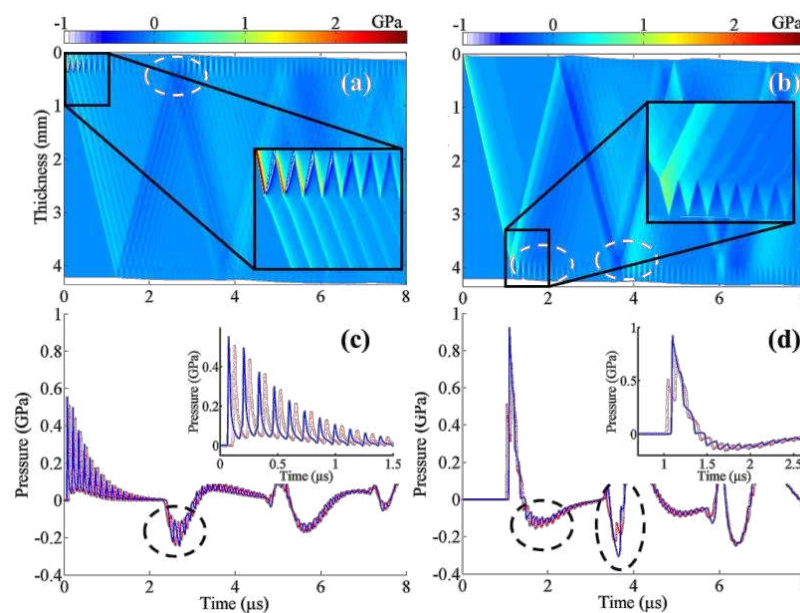 GPa
-1 0 1 2
GPa
-1 0 1 2
0
1
2
3
4
Thickness (mm)
(a)
0 2 4 6 8
0
1
2
3
4
(b)
0 2 4 6 8
1
0.8
0.6
0.4
0.2
0
-0.2
-0.4
Pressure (GPa)
(c)
0.4
0.2
0
Pressure (GPa)
0 0.5 1 1.5
Time (μs)
0 2 4 6 8
Time (μs)
1
0.8
0.6
0.4
0.2
0
-0.2
-0.4
Pressure (GPa)
(d)
1
0.5
0
Pressure (GPa)
1 1.5 2 2.5
Time (μs)
0 2 4 6 8
Time (μs)